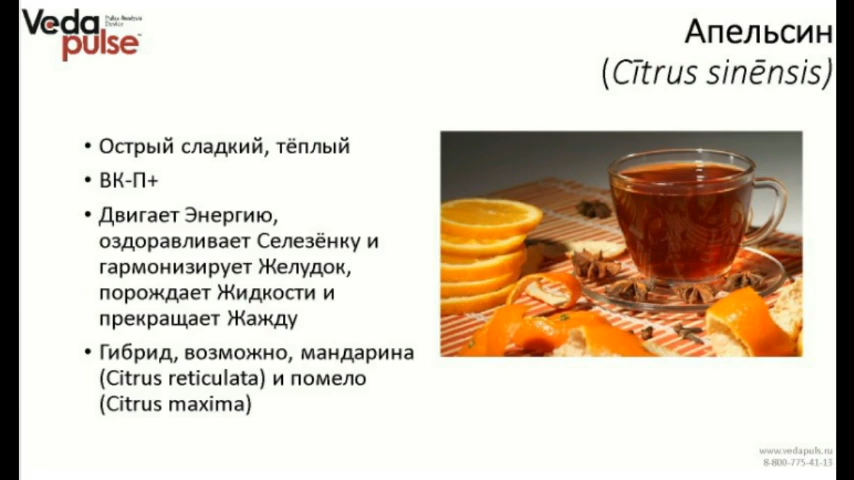 Veda
pulse
Апельсин
(Cītrus sinēnsis)
• Острый сладкий, тёплый
• ВК-П+
• Двигает Энергию,
оздоравливает Селезёнку и
гармонизирует Желудок,
порождает Жидкости и
прекращает Жажду
• Гибрид, возможно, мандарина
(Citrus reticulata) и помело
(Citrus maxima)
www.vedapuls.ru
8-800-775-41-13